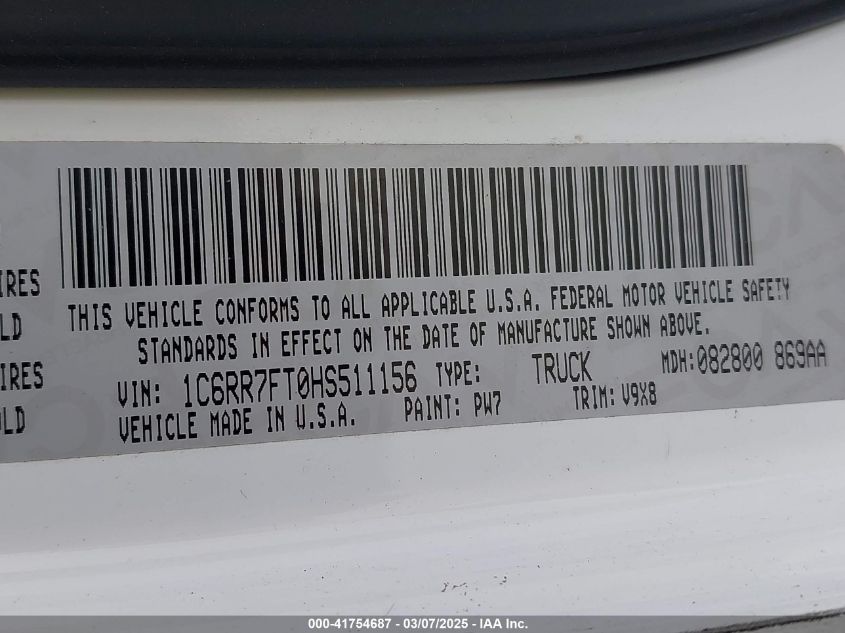 IRES
LD
IRES
OLD
THIS VEHICLE CONFORMS TO ALL APPLICABLE U.S.A. FEDERAL MOTOR VEHICLE SAFETY
STANDARDS IN EFFECT ON THE DATE OF MANUFACTURE SHOWN ABOVE.
VIN: 1C6RR7FT0HS511156 TYPE: TRUCK MDH:082800 869AA
VEHICLE MADE IN U.S.A. PAINT: PW7 TRIM: V9X8
000-41754687 - 03/07/2025 - IAA Inc.